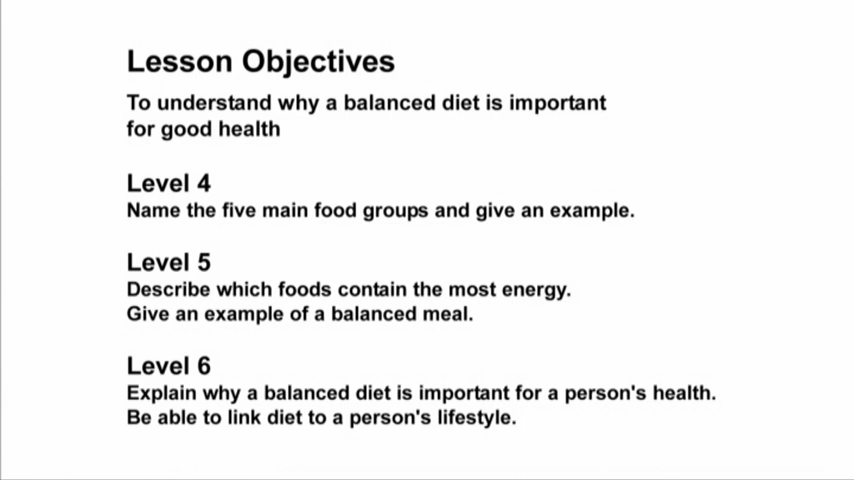 Lesson Objectives
To understand why a balanced diet is important
for good health
Level 4
Name the five main food groups and give an example.
Level 5
Describe which foods contain the most energy.
Give an example of a balanced meal.
Level 6
Explain why a balanced diet is important for a person's health.
Be able to link diet to a person's lifestyle.